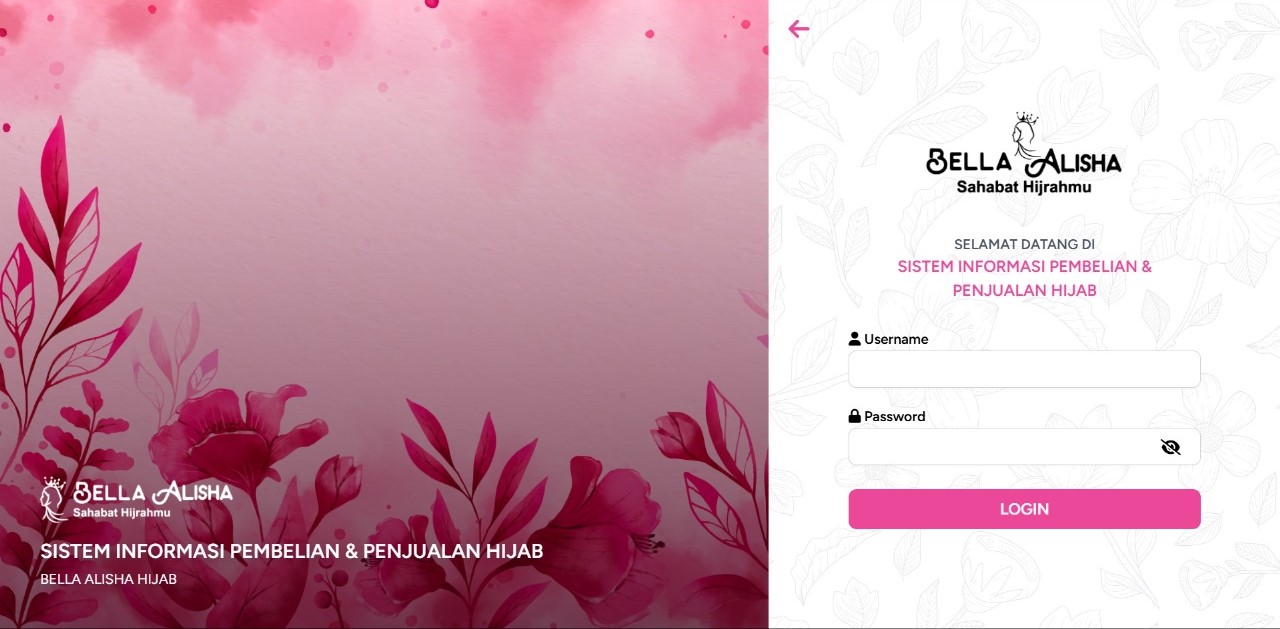 BELLA ALISHA
Sahabat Hijrahmu
SISTEM INFORMASI PEMBELIAN & PENJUALAN HIJAB
BELLA ALISHA HIJAB
BELLA ALISHA
Sahabat Hijrahmu
SELAMAT DATANG DI
SISTEM INFORMASI PEMBELIAN &
PENJUALAN HIJAB
Username
Password
LOGIN